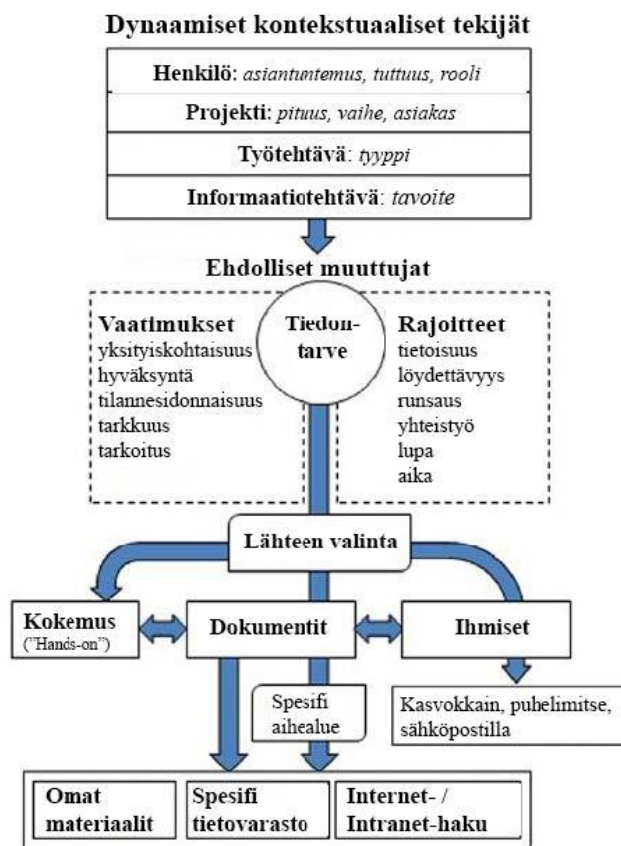 Dynaamiset kontekstuaaliset tekijät
Henkilö: asiantuntemus, tuttuus, rooli
Projekti: pituus, vaihe, asiakas
Työtehtävä: tyyppi
Informaatiotehtävä: tavoite
Ehdolliset muuttujat
Vaatimukset
yksityiskohtaisuus
hyväksyntä
tilannesidonnaisuus
tarkkuus
tarkoitus
Tiedon-
tarve
Rajoitteet
tietoisuus
löydettävyys
runsaus
yhteistyö
lupa
aika
Lähteen valinta
Kokemus
("Hands-on")
Dokumentit
Ihmiset
Spesifi
aihealue
Kasvokkain, puhelimitse,
sähköpostilla
Omat
materiaalit
Spesifi
tietovarasto
Internet- /
Intranet-haku